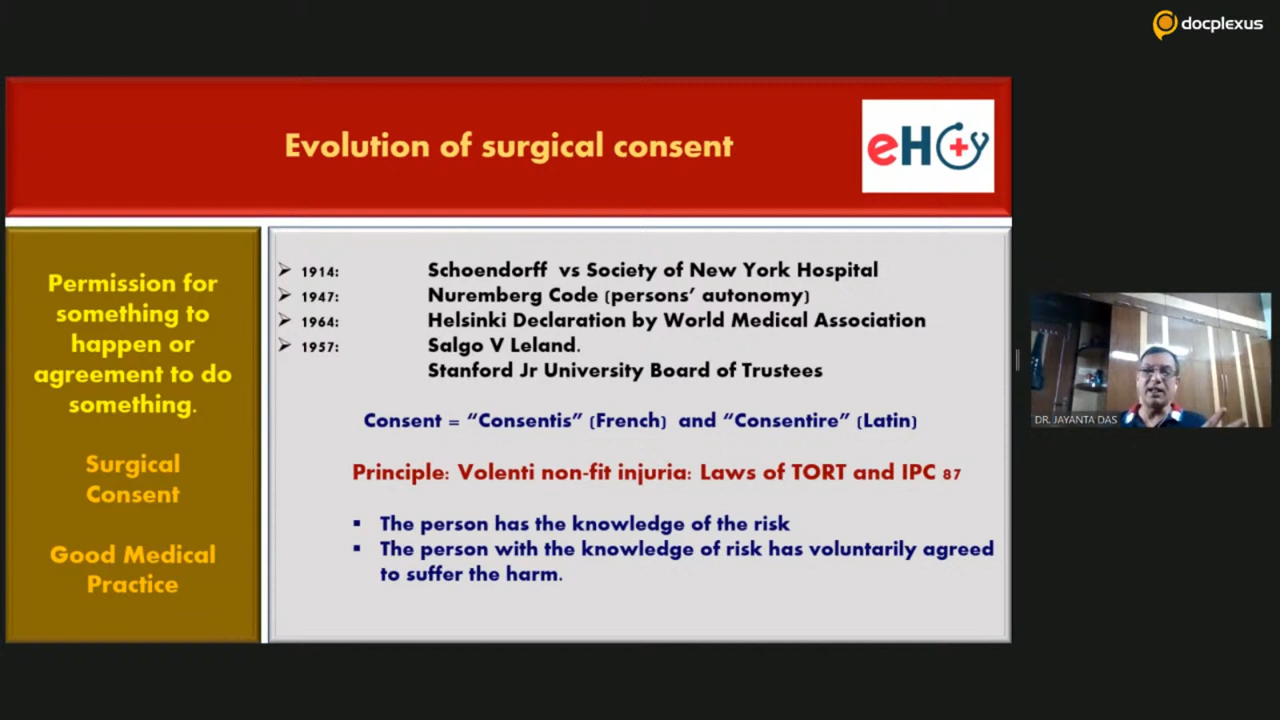 docplexus
Evolution of surgical consent
eHCy
Permission for
something to
happen or
agreement to do
something.
Surgical
Consent
Good Medical
Practice
➢ 1914: Schoendorff vs Society of New York Hospital
➢ 1947: Nuremberg Code (persons’ autonomy)
➢ 1964: Helsinki Declaration by World Medical Association
➢ 1957: Salgo V Leland.
Stanford Jr University Board of Trustees
Consent = “Consentis” (French) and “Consentire” (Latin)
Principle: Volenti non-fit injuria: Laws of TORT and IPC 87
▪ The person has the knowledge of the risk
▪ The person with the knowledge of risk has voluntarily agreed
to suffer the harm.
DR. JAYANTA DAS